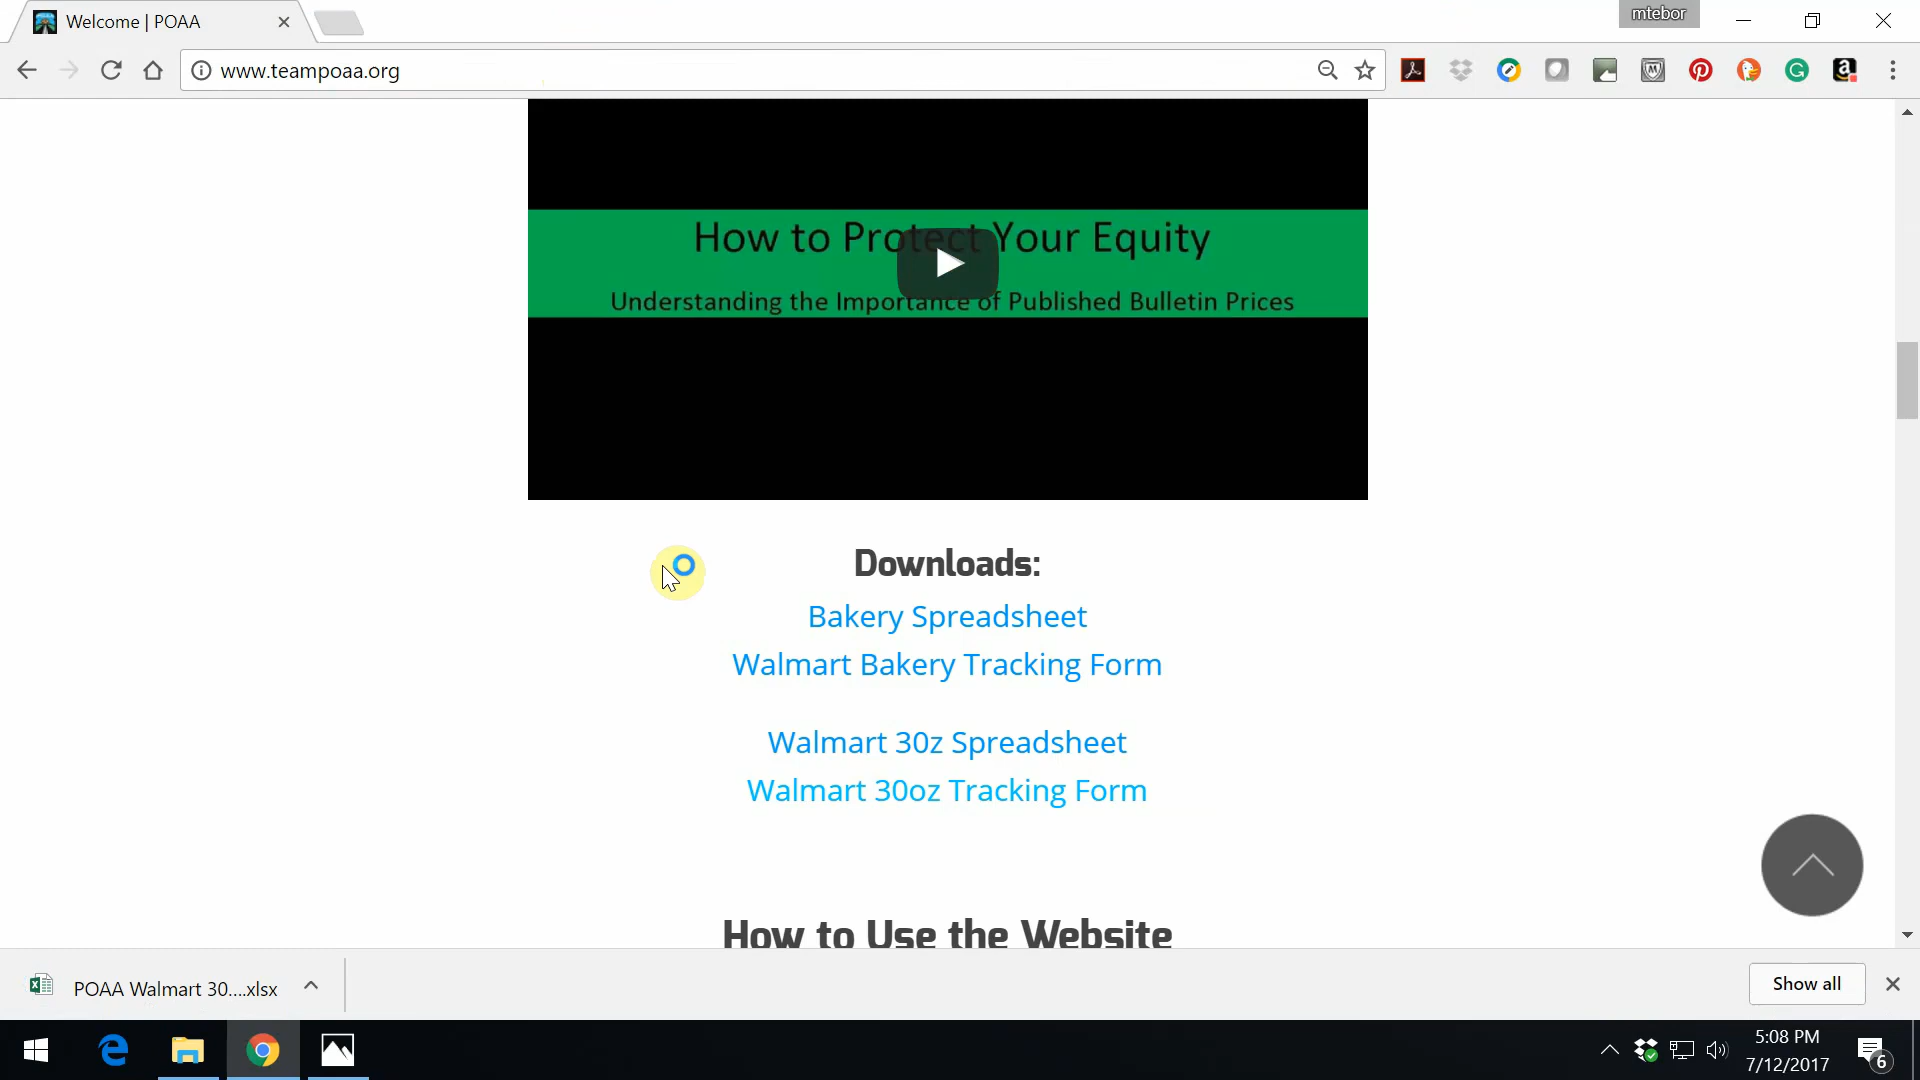 Welcome | POAA
mtebor
www.teampoaa.org
How to Protect Your Equity
Understanding the Importance of Published Bulletin Prices
Downloads:
Bakery Spreadsheet
Walmart Bakery Tracking Form
Walmart 30z Spreadsheet
Walmart 30oz Tracking Form
How to Use the Website
POAA Walmart 30....xlsx
Show all
5:08 PM
7/12/2017
6